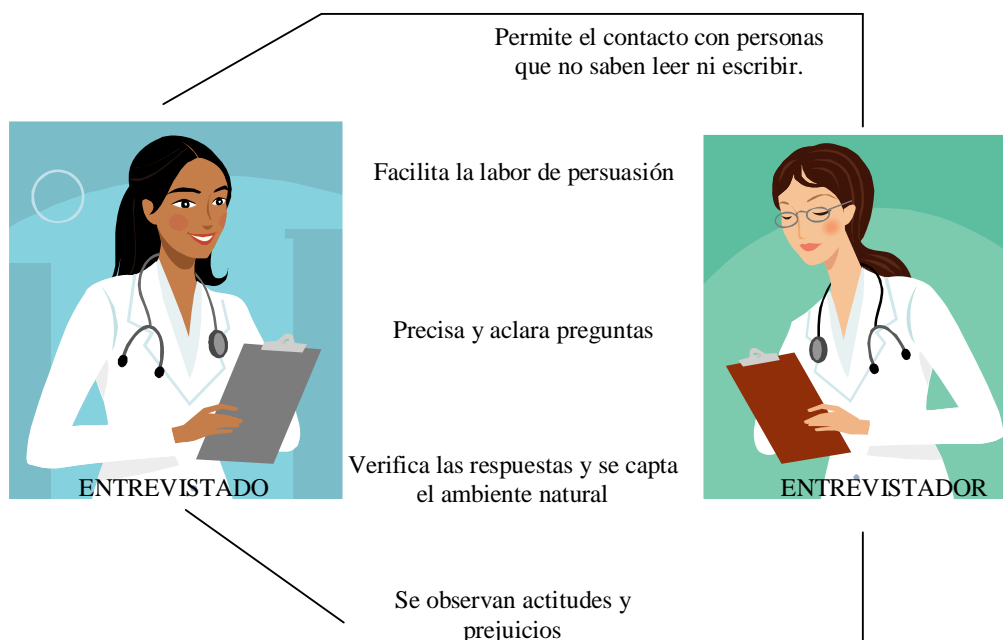 Permite el contacto con personas
que no saben leer ni escribir.
Facilita la labor de persuasión
Precisa y aclara preguntas
Verifica las respuestas y se capta
el ambiente natural
ENTREVISTADO
ENTREVISTADOR
Se observan actitudes y
prejuicios